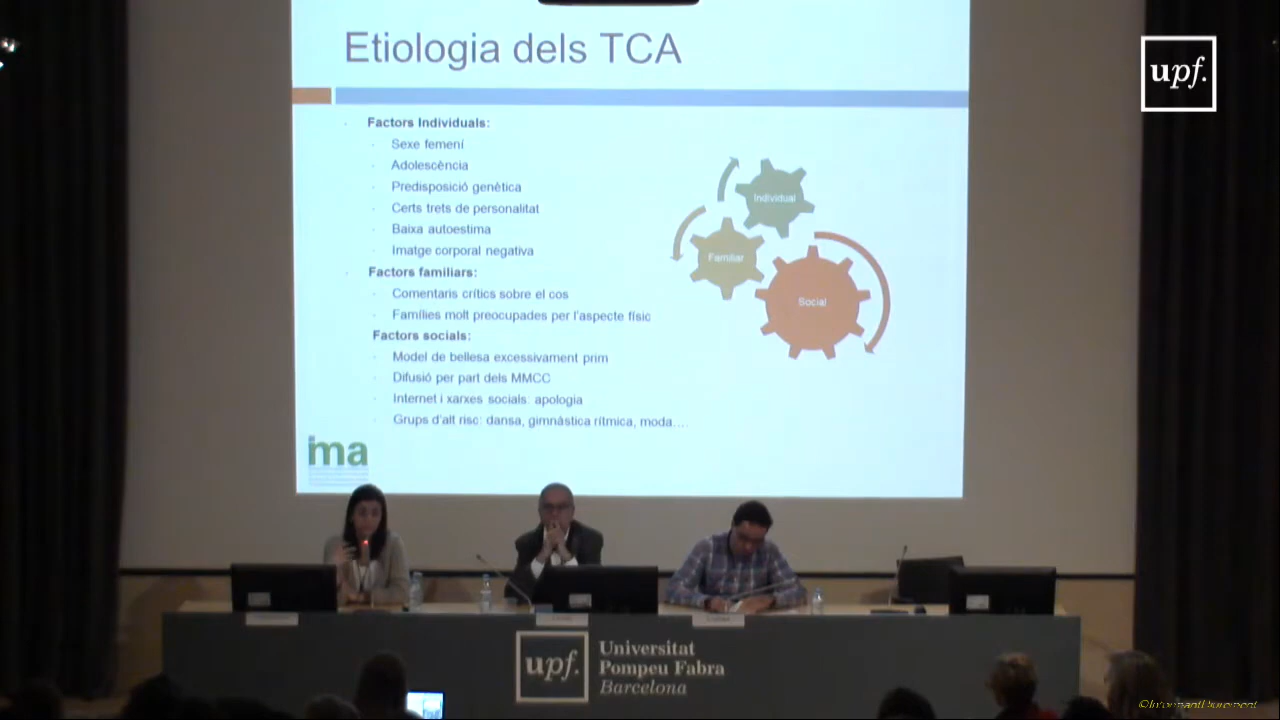 Etiologia dels TCA
Factors Individuals:
Sexe femení
Adolescència
Predisposició genètica
Certs trets de personalitat
Baixa autoestima
Imatge corporal negativa
Factors familiars:
Comentaris crítics sobre el cos
Famílies molt preocupades per l'aspecte físic
Factors socials:
Model de bellesa excessivament prim
Difusió per part dels MMCC
Internet i xarxes socials: apologia
Grups d'alt risc: dansa, gimnàstica rítmica, moda....
Individual
Familiar
Social
ima
upf.
upf.
Universitat
Pompeu Fabra
Barcelona